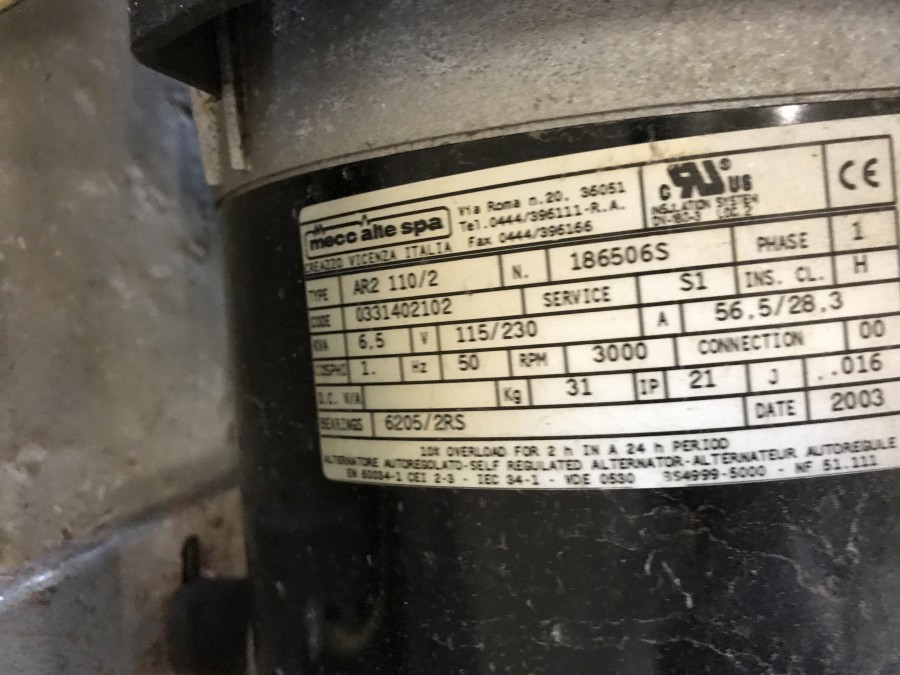 mecc alte spa
CREAZZO VICENZA ITALIA
Via Roma n.20, 36051
Tel.0444/396111-R.A.
Fax 0444/396166
c RU ® US
INSULATION SYSTEM
LOC.2
CE
TYPE AR2 110/2 N. 186506S PHASE 1
CODE 0331402102 SERVICE S1 INS. CL. H
KVA 6,5 V 115/230 A 56,5/28,3
COSPHI 1. Hz 50 RPM 3000 CONNECTION 00
D.C. V/A Kg 31 IP 21 J ..016
BEARINGS 6205/2RS DATE 2003
10% OVERLOAD FOR 2 h IN A 24 h PERIOD
ALTERNATORE AUTOREGOLATO-SELF REGULATED ALTERNATOR-ALTERNATEUR AUTOREGULE
EN 60034-1 CEI 2-3 - IEC 34-1 - VDE 0530 BS4999-5000 - NF 51.111